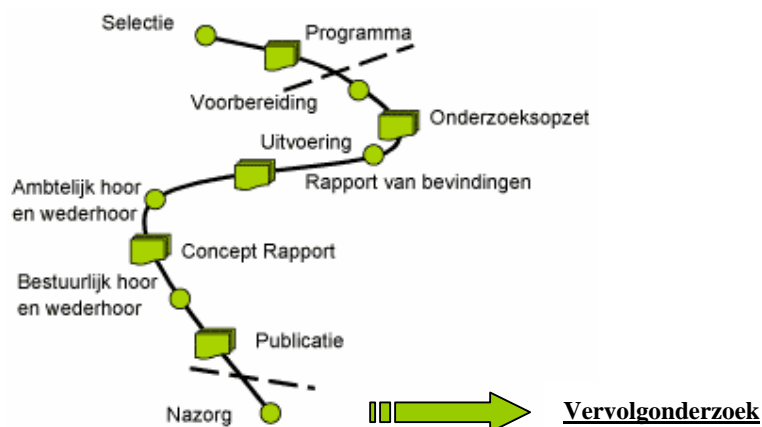 Selectie
Programma
Voorbereiding
Onderzoeksopzet
Uitvoering
Rapport van bevindingen
Ambtelijk hoor
en wederhoor
Concept Rapport
Bestuurlijk hoor
en wederhoor
Publicatie
Nazorg
Vervolgonderzoek